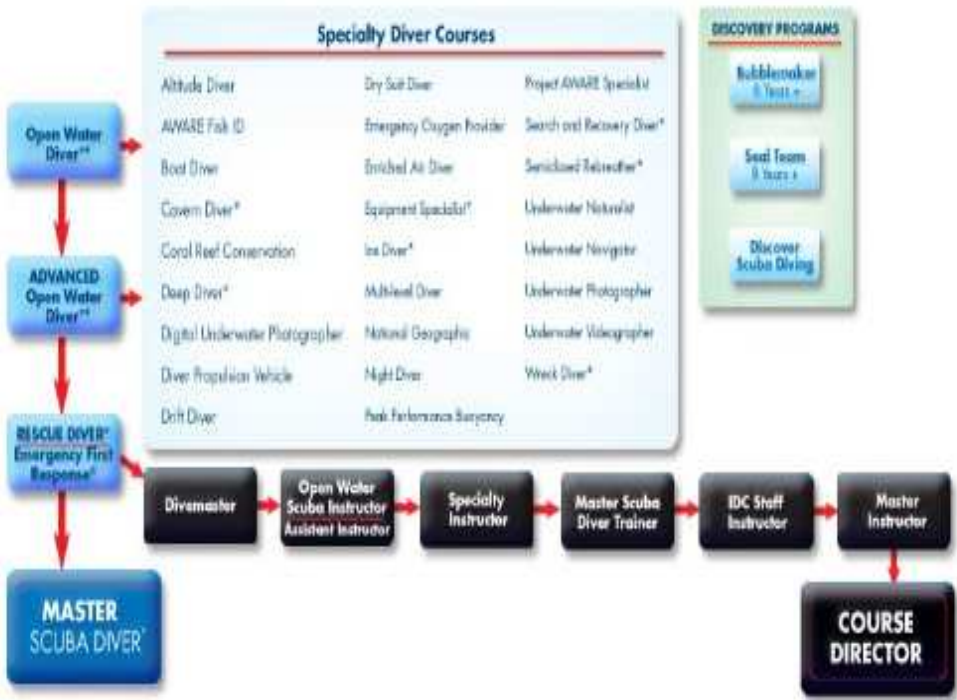 Specialty Diver Courses
Altitude Diver
AWARE Fish ID
Boat Diver
Cavern Diver*
Coral Reef Conservation
Deep Diver*
Digital Underwater Photographer
Diver Propulsion Vehicle
Drift Diver
Dry Suit Diver
Emergency Oxygen Provider
Enriched Air Diver
Equipment Specialist*
Ice Diver*
Multilevel Diver
National Geographic
Night Diver
Peak Performance Buoyancy
Project AWARE Specialist
Search and Recovery Diver*
Semiclosed Rebreather*
Underwater Naturalist
Underwater Navigator
Underwater Photographer
Underwater Videographer
Wreck Diver*
DISCOVERY PROGRAMS
Bubblemaker
8 Years +
Seal Team
8 Years +
Discover
Scuba Diving
Open Water
Diver**
ADVANCED
Open Water
Diver**
RESCUE DIVER*
Emergency First
Response*
MASTER
SCUBA DIVER*
Divemaster
Open Water
Scuba Instructor
Assistant Instructor
Specialty
Instructor
Master Scuba
Diver Trainer
IDC Staff
Instructor
Master
Instructor
COURSE
DIRECTOR